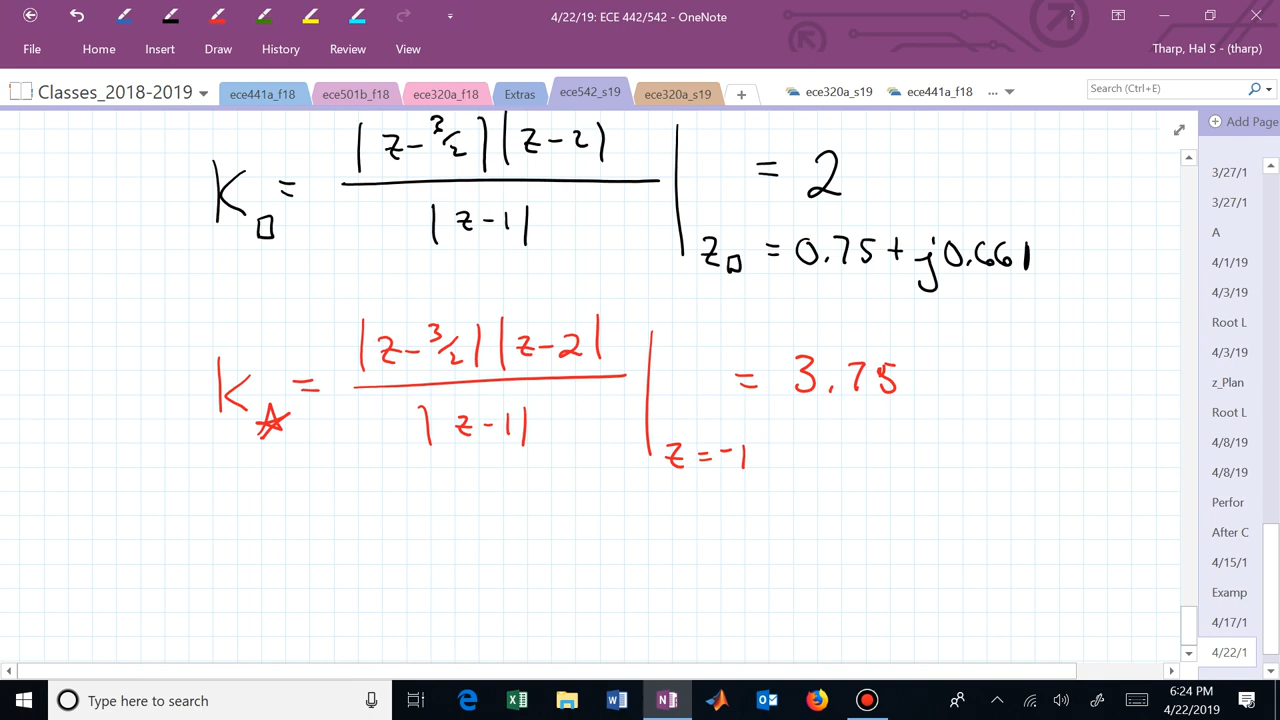 4/22/19: ECE 442/542 - OneNote
?
File Home Insert Draw History Review View
Tharp, Hal S - (tharp)
Classes_2018-2019
ece441a_f18
ece501b_f18
ece320a_f18
Extras
ece542_s19
ece320a_s19
+
ece320a_s19
ece441a_f18
...
Search (Ctrl+E)
Add Page
3/27/1
3/27/1
A
4/1/19
4/3/19
Root L
4/3/19
z_Plan
Root L
4/8/19
4/8/19
Perfor
After C
4/15/1
Examp
4/17/1
4/22/1
K□ = |z-3/2||z-2| / |z-1| | = 2
z□ = 0.75 + j0.661
K☆ = |z-3/2||z-2| / |z-1| | = 3.75
z = -1
Type here to search
6:24 PM
4/22/2019